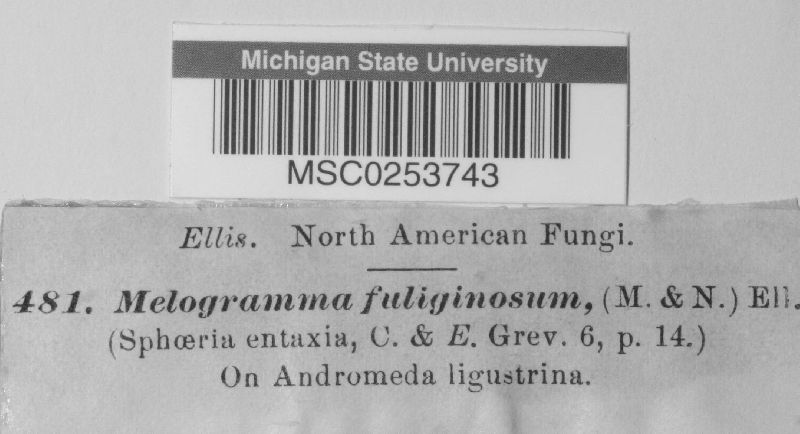 Michigan State University
MSC0253743
Ellis. North American Fungi.
481. Melogramma fuliginosum, (M. & N.) Ell.
(Sphœria entaxia, C. & E. Grev. 6, p. 14.)
On Andromeda ligustrina.